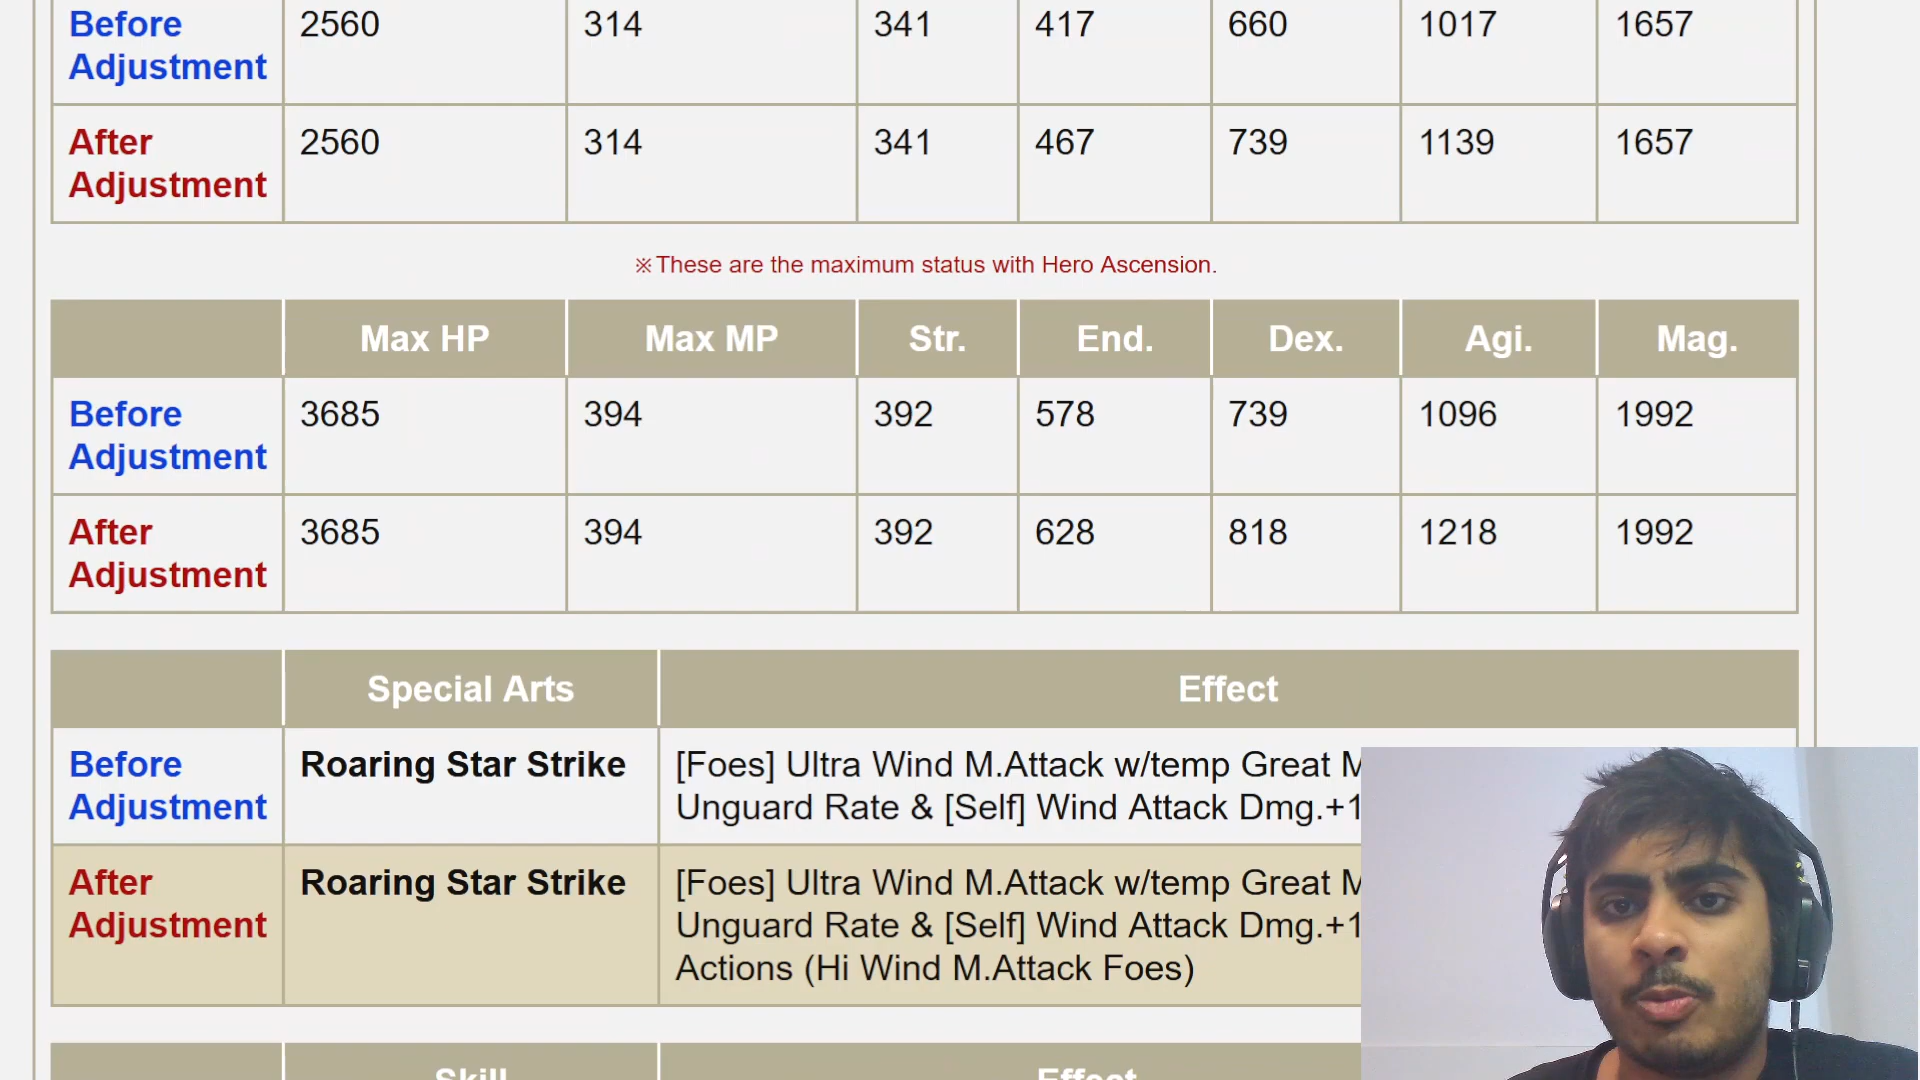 Before Adjustment 2560 314 341 417 660 1017 1657
After Adjustment 2560 314 341 467 739 1139 1657
※These are the maximum status with Hero Ascension.
Max HP Max MP Str. End. Dex. Agi. Mag.
Before Adjustment 3685 394 392 578 739 1096 1992
After Adjustment 3685 394 392 628 818 1218 1992
Special Arts Effect
Before Adjustment Roaring Star Strike [Foes] Ultra Wind M.Attack w/temp Great M
Unguard Rate & [Self] Wind Attack Dmg.+1
After Adjustment Roaring Star Strike [Foes] Ultra Wind M.Attack w/temp Great M
Unguard Rate & [Self] Wind Attack Dmg.+1
Actions (Hi Wind M.Attack Foes)
Skill Effect